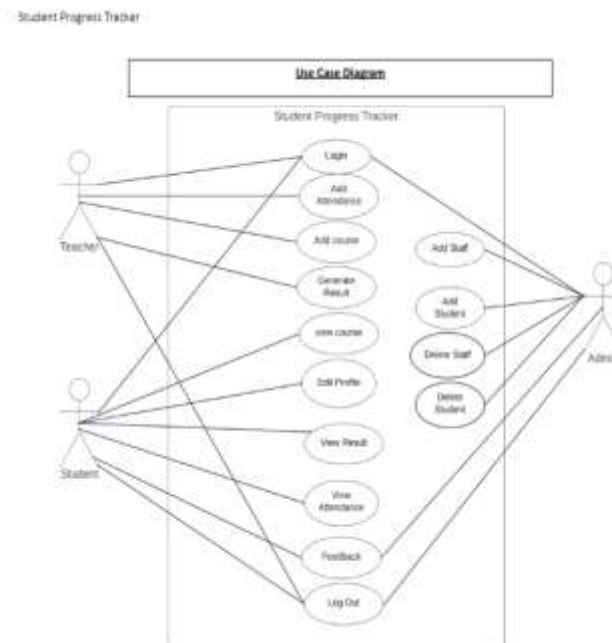 Student Progress Tracker
Use Case Diagram
Student Progress Tracker
Login
Add
Attendance
Add course
Generate
Result
view course
Edit Profile
View Result
View
Attendance
Feedback
Log Out
Add Staff
Add
Student
Delete Staff
Delete
Student
Teacher
Student